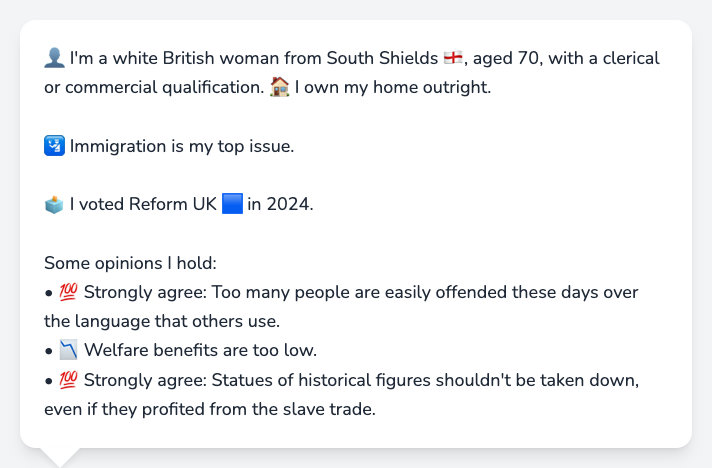 👤 I'm a white British woman from South Shields 🏴󠁧󠁢󠁥󠁮󠁧󠁿, aged 70, with a clerical
or commercial qualification. 🏠 I own my home outright.
🛂 Immigration is my top issue.
🗳️ I voted Reform UK 🟦 in 2024.
Some opinions I hold:
• 💯 Strongly agree: Too many people are easily offended these days over
the language that others use.
• 📉 Welfare benefits are too low.
• 💯 Strongly agree: Statues of historical figures shouldn't be taken down,
even if they profited from the slave trade.